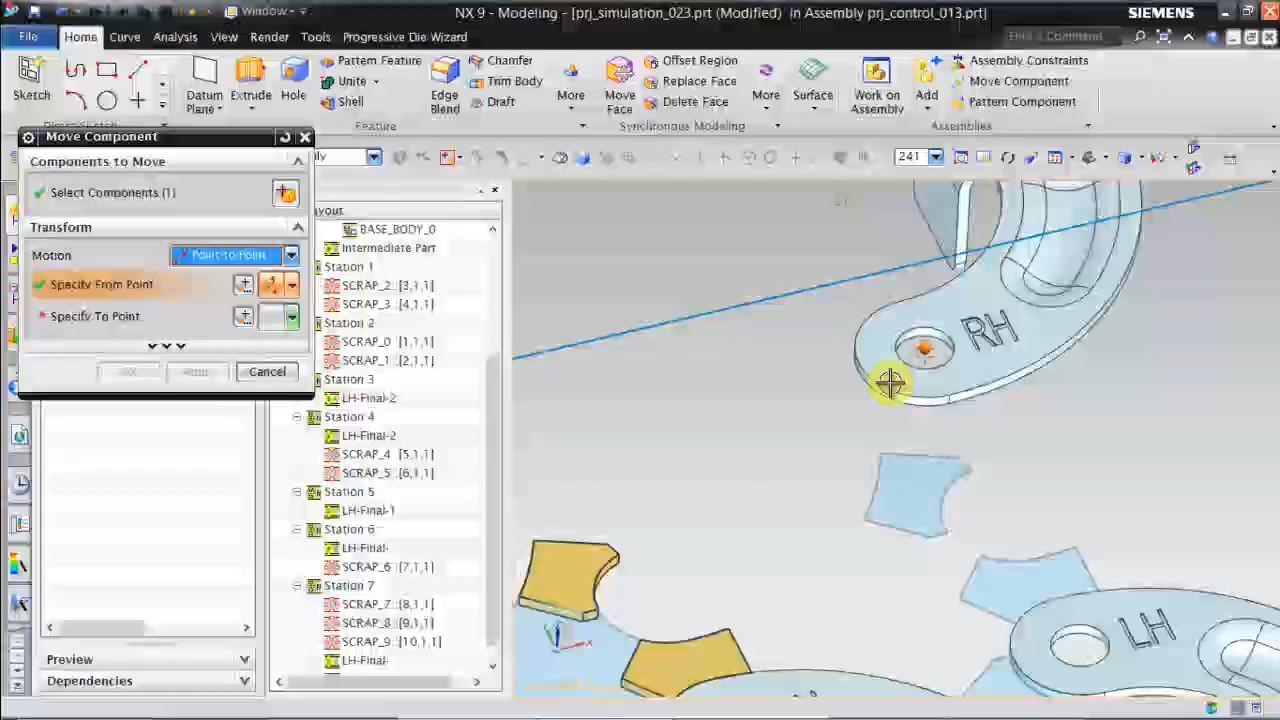 Window
NX 9 - Modeling - [prj_simulation_023.prt (Modified) in Assembly prj_control_013.prt]
SIEMENS
File
Home
Curve
Analysis
View
Render
Tools
Progressive Die Wizard
Find a Command
Sketch
Datum Plane
Extrude
Hole
Pattern Feature
Unite
Shell
Edge Blend
Chamfer
Trim Body
Draft
More
Move Face
Offset Region
Replace Face
Delete Face
More
Surface
Work on Assembly
Add
Assembly Constraints
Move Component
Pattern Component
Feature
Synchronous Modeling
Assemblies
241
Move Component
Components to Move
Select Components (1)
Transform
Motion
Point to Point
Specify From Point
Specify To Point
Cancel
BASE_BODY_0
Intermediate Part
Station 1
SCRAP_2::[3,1,1]
SCRAP_3::[4,1,1]
Station 2
SCRAP_0::[1,1,1]
SCRAP_1::[2,1,1]
Station 3
LH-Final-2
Station 4
LH-Final-2
SCRAP_4::[5,1,1]
SCRAP_5::[6,1,1]
Station 5
LH-Final-1
Station 6
LH-Final-
SCRAP_6::[7,1,1]
Station 7
SCRAP_7::[8,1,1]
SCRAP_8::[9,1,1]
SCRAP_9::[10,1,1]
LH-Final-
Preview
Dependencies
RH
LH
X